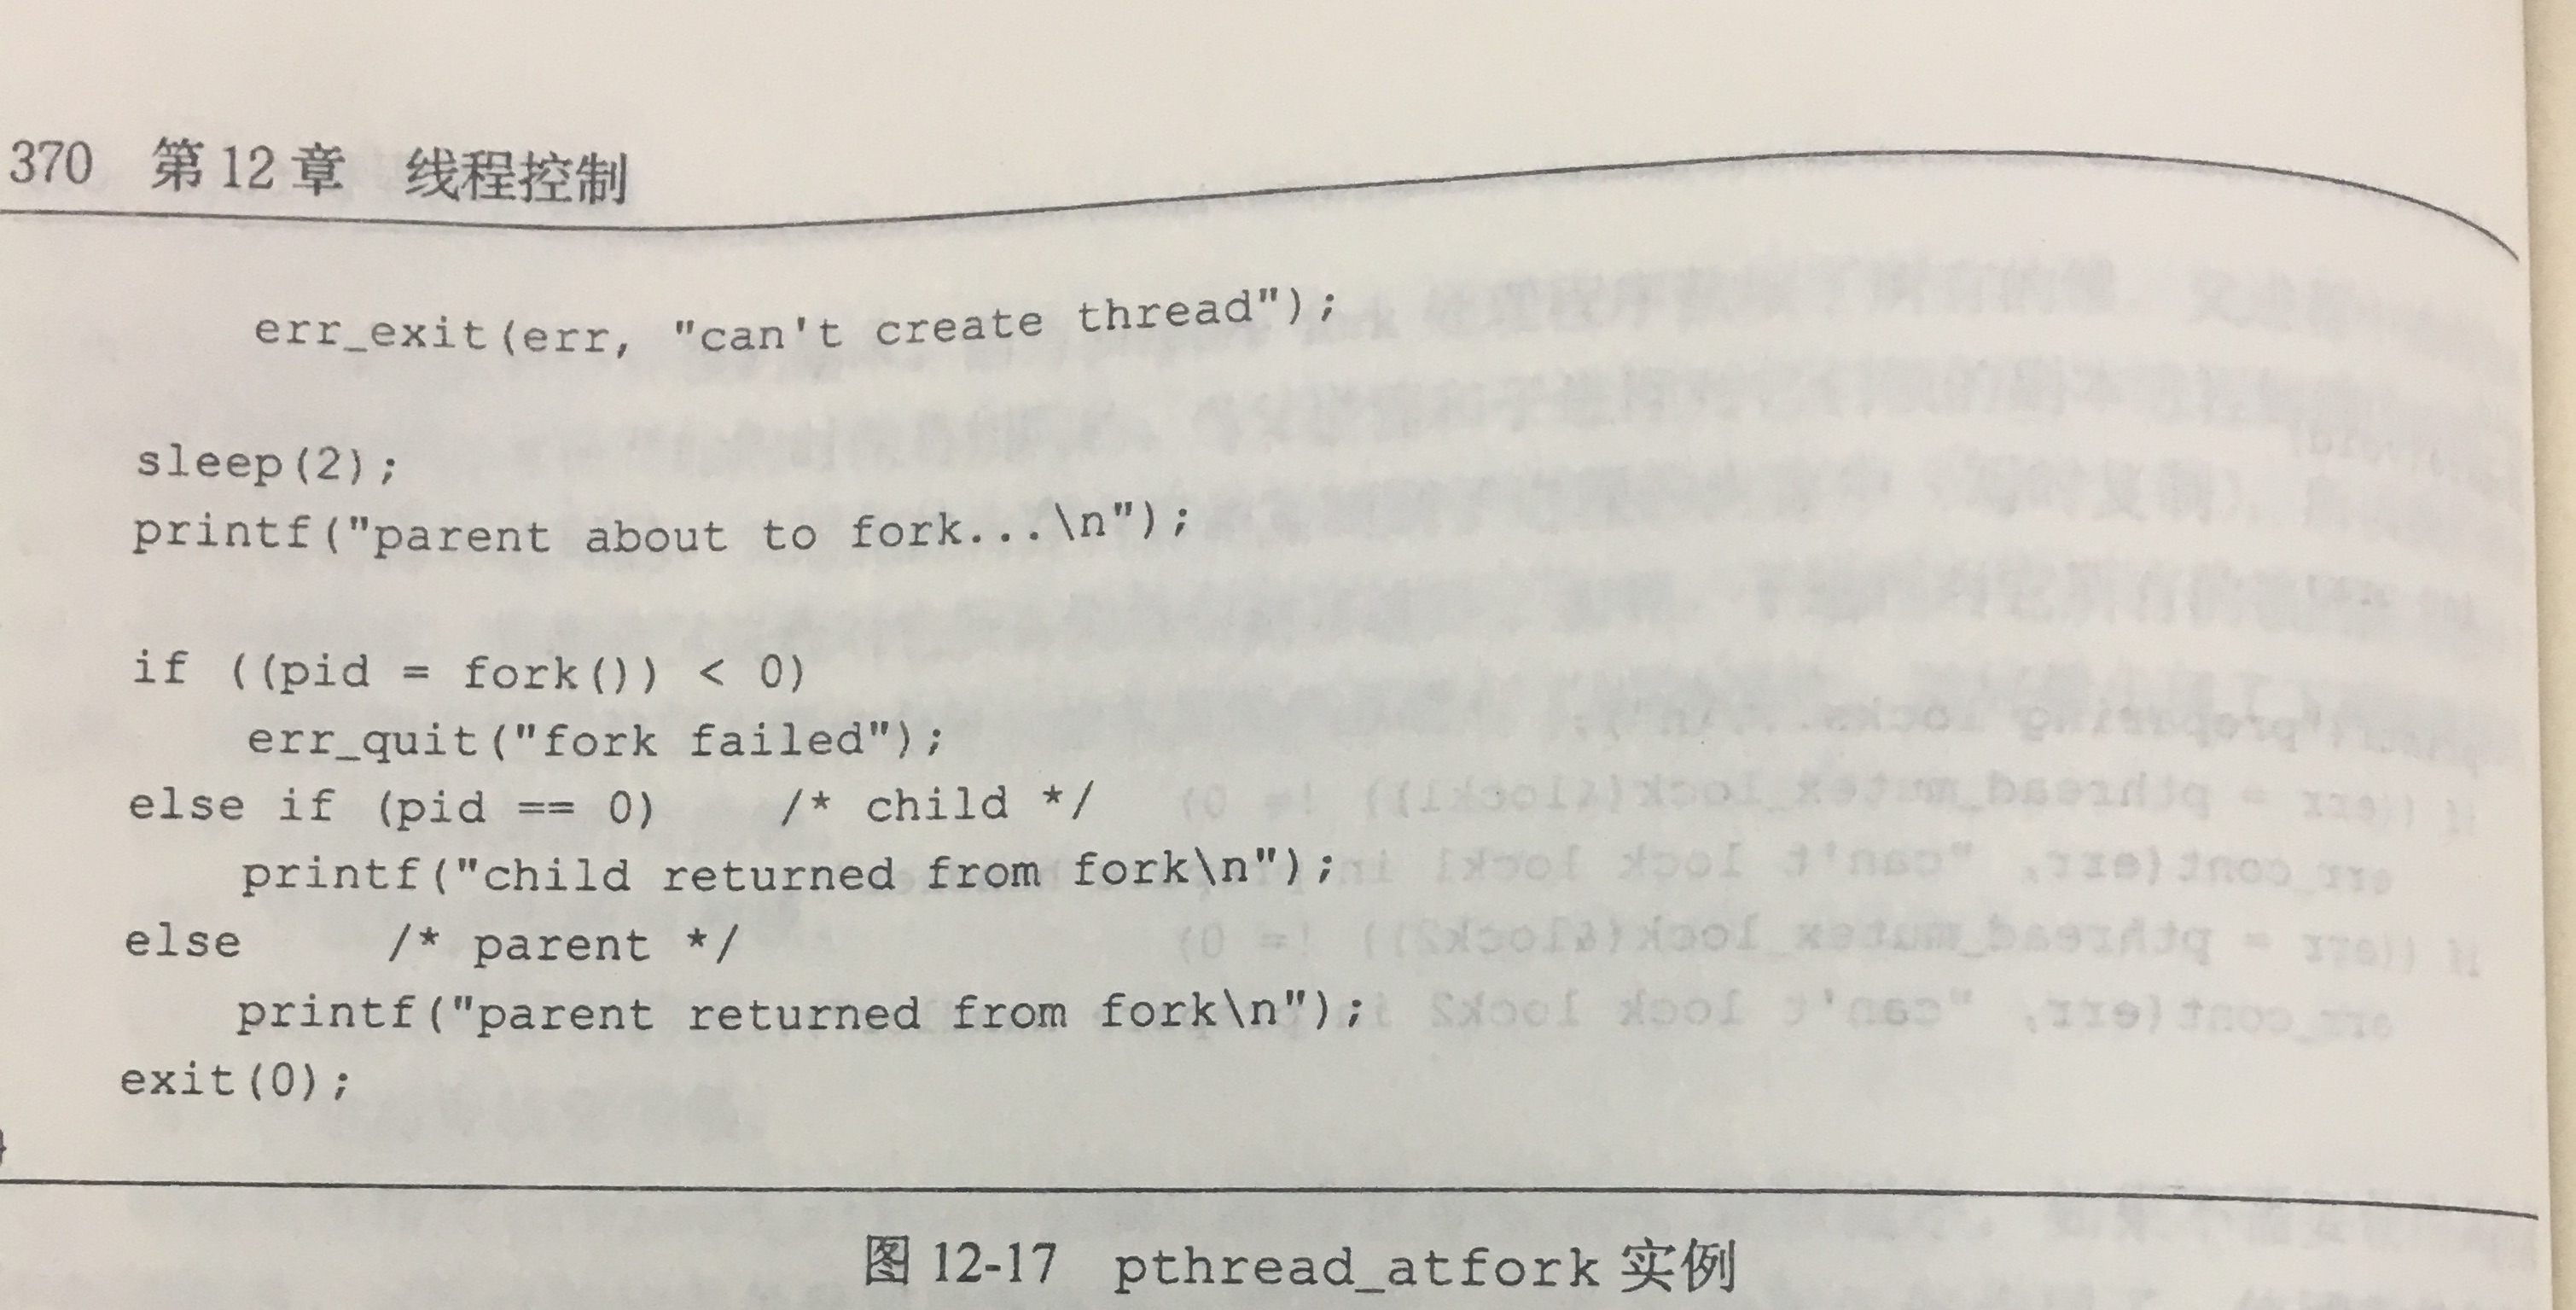 370 第12章 线程控制
err_exit(err, "can't create thread");
sleep(2);
printf("parent about to fork...\n");
if ((pid = fork()) < 0)
err_quit("fork failed");
else if (pid == 0) /* child */
printf("child returned from fork\n");
else /* parent */
printf("parent returned from fork\n");
exit(0);
}
图 12-17 pthread_atfork 实例